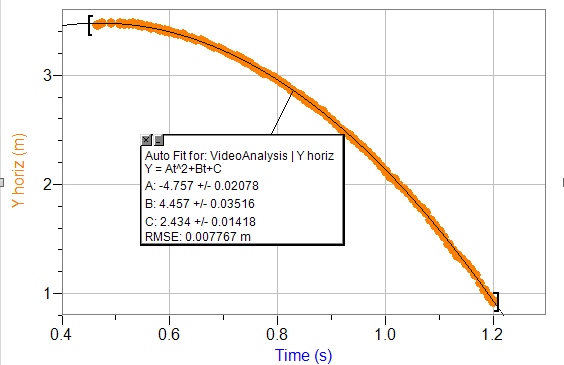 Y horiz (m)
3
2
1
Auto Fit for: VideoAnalysis | Y horiz
Y = At^2+Bt+C
A: -4.757 +/- 0.02078
B: 4.457 +/- 0.03516
C: 2.434 +/- 0.01418
RMSE: 0.007767 m
0.4 0.6 0.8 1.0 1.2
Time (s)